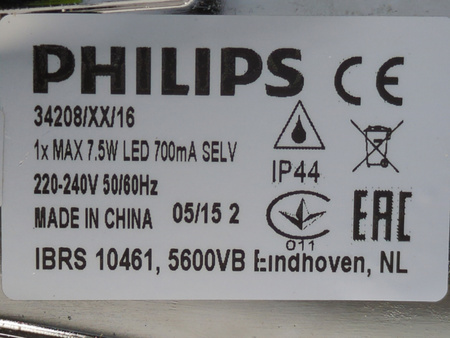 PHILIPS CE
34208/XX/16
1x MAX 7.5W LED 700mA SELV
IP44
220-240V 50/60Hz
MADE IN CHINA 05/15 2
011
EAC
IBRS 10461, 5600VB Eindhoven, NL